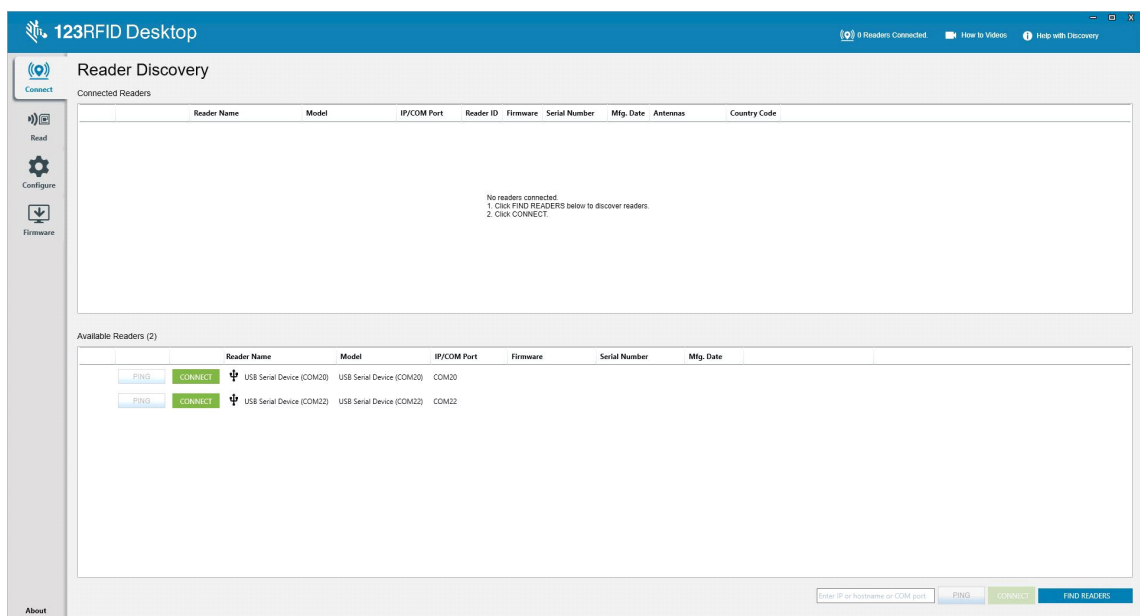 123RFID Desktop
0 Readers Connected. How to Videos Help with Discovery
Connect
Read
Configure
Firmware
About
Reader Discovery
Connected Readers
Reader Name Model IP/COM Port Reader ID Firmware Serial Number Mfg. Date Antennas Country Code
No readers connected.
1. Click FIND READERS below to discover readers.
2. Click CONNECT.
Available Readers (2)
Reader Name Model IP/COM Port Firmware Serial Number Mfg. Date
PING CONNECT USB Serial Device (COM20) USB Serial Device (COM20) COM20
PING CONNECT USB Serial Device (COM22) USB Serial Device (COM22) COM22
Enter IP or hostname or COM port PING CONNECT FIND READERS